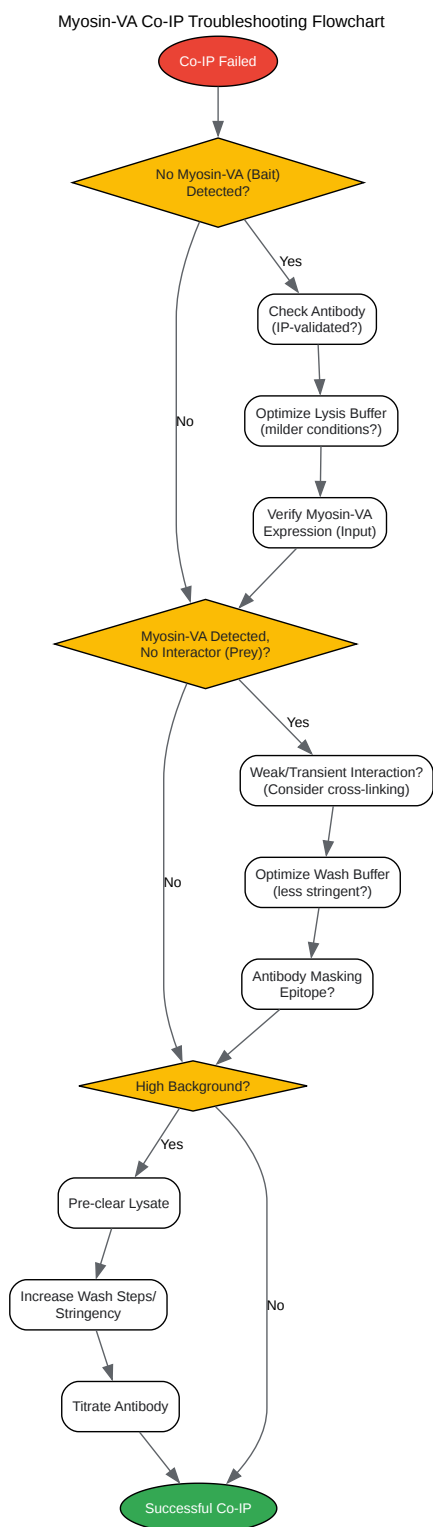 Myosin-VA Co-IP Troubleshooting Flowchart
Co-IP Failed
No Myosin-VA (Bait)
Detected?
Yes
Check Antibody
(IP-validated?)
Optimize Lysis Buffer
(milder conditions?)
No
Verify Myosin-VA
Expression (Input)
Myosin-VA Detected,
No Interactor (Prey)?
Yes
Weak/Transient Interaction?
(Consider cross-linking)
Optimize Wash Buffer
(less stringent?)
No
Antibody Masking
Epitope?
High Background?
Yes
Pre-clear Lysate
Increase Wash Steps/
Stringency
No
Titrate Antibody
Successful Co-IP